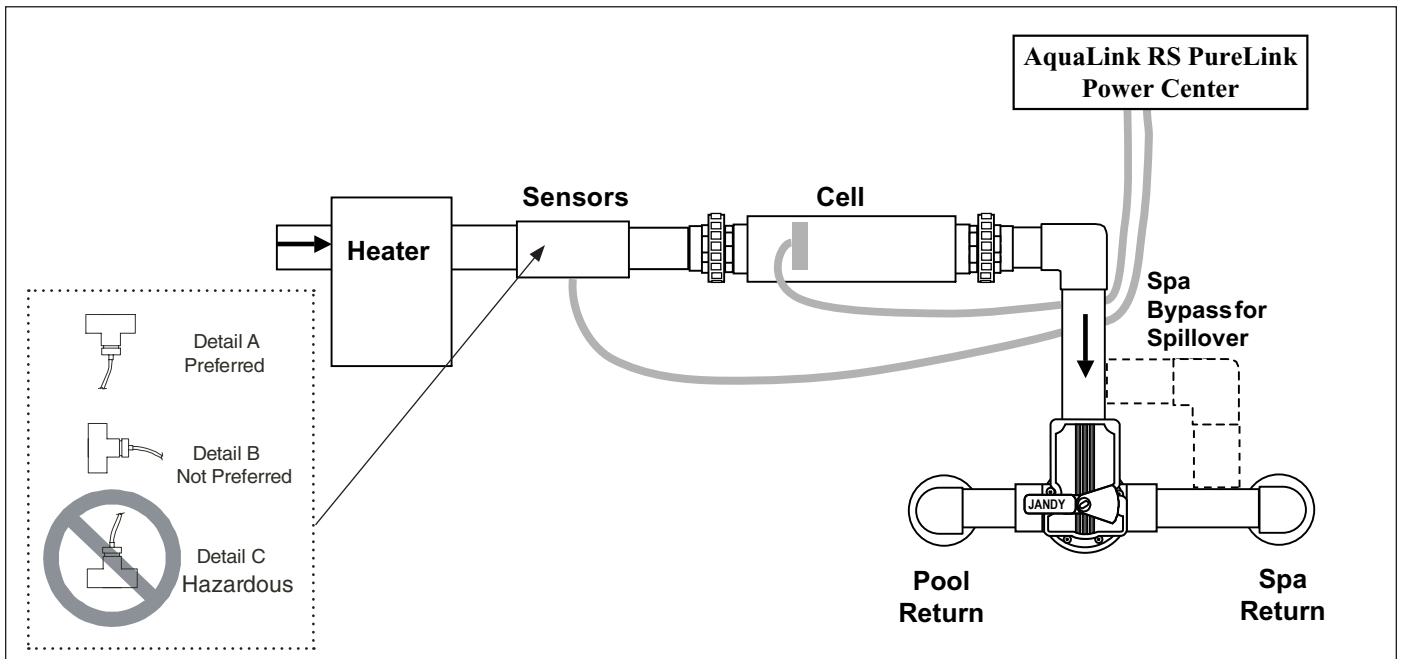 AquaLink RS PureLink
Power Center
Sensors
Cell
Heater
Spa
Bypass for
Spillover
Detail A
Preferred
Detail B
Not Preferred
Detail C
Hazardous
JANDY
Pool
Return
Spa
Return